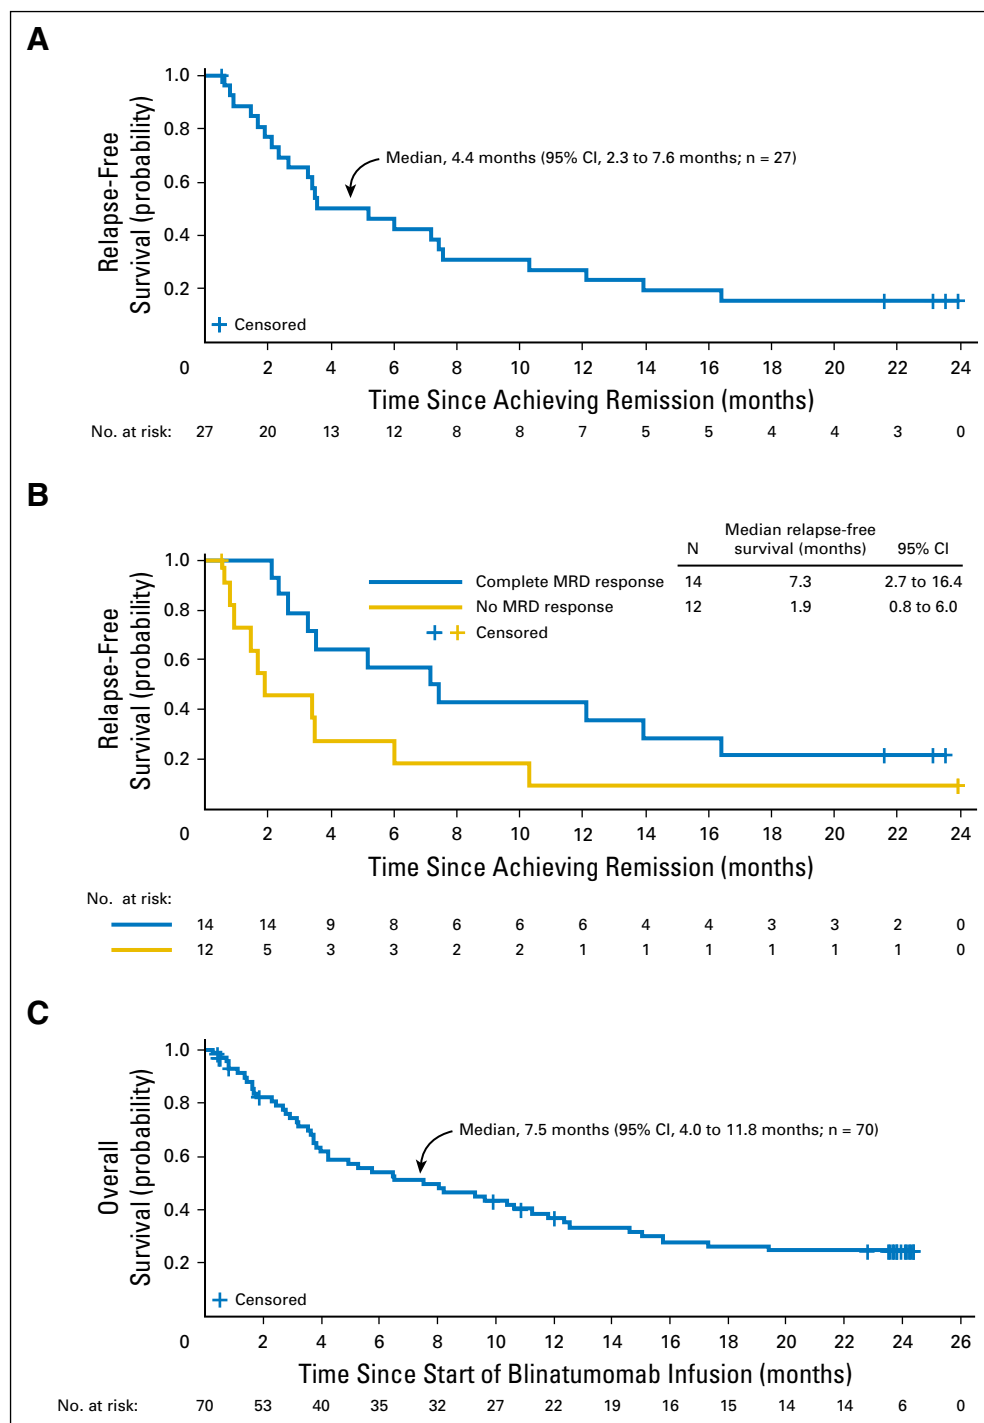 A
Relapse-Free
Survival (probability)
1.0
0.8
0.6
0.4
0.2
Median, 4.4 months (95% CI, 2.3 to 7.6 months; n = 27)
Censored
0 2 4 6 8 10 12 14 16 18 20 22 24
Time Since Achieving Remission (months)
No. at risk: 27 20 13 12 8 8 7 5 5 4 4 3 0
B
Relapse-Free
Survival (probability)
1.0
0.8
0.6
0.4
0.2
Median relapse-free
N survival (months) 95% CI
Complete MRD response 14 7.3 2.7 to 16.4
No MRD response 12 1.9 0.8 to 6.0
Censored
0 2 4 6 8 10 12 14 16 18 20 22 24
Time Since Achieving Remission (months)
No. at risk:
14 14 9 8 6 6 6 4 4 3 3 2 0
12 5 3 3 2 2 1 1 1 1 1 1 0
C
Overall
Survival (probability)
1.0
0.8
0.6
0.4
0.2
Median, 7.5 months (95% CI, 4.0 to 11.8 months; n = 70)
Censored
0 2 4 6 8 10 12 14 16 18 20 22 24 26
Time Since Start of Blinatumomab Infusion (months)
No. at risk: 70 53 40 35 32 27 22 19 16 15 14 14 6 0